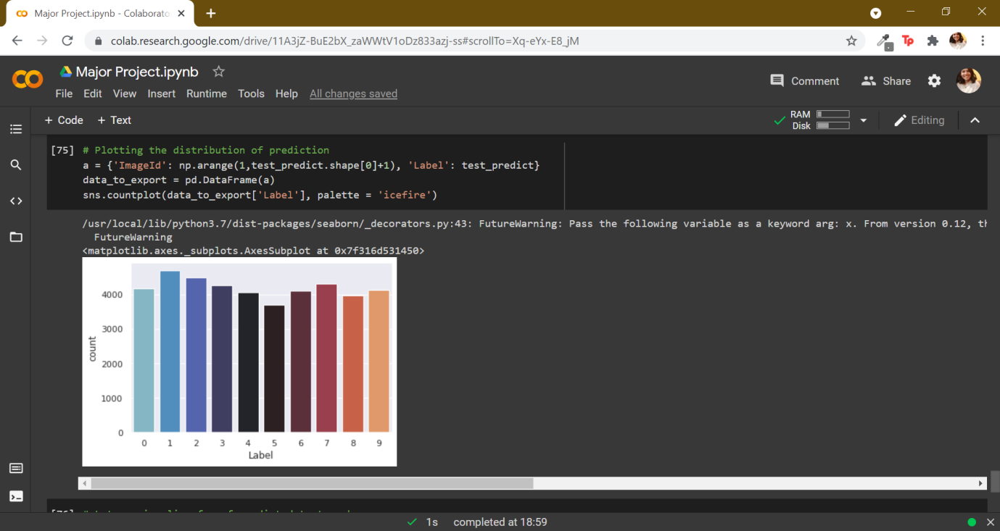 Major Project.ipynb - Colaborato
colab.research.google.com/drive/11A3jZ-BuE2bX_zaWWtV1oDz833azj-ss#scrollTo=Xq-eYx-E8_jM
Tp
Major Project.ipynb
Comment
Share
File Edit View Insert Runtime Tools Help All changes saved
+ Code + Text
RAM
Disk
Editing
[75] # Plotting the distribution of prediction
a = {'ImageId': np.arange(1,test_predict.shape[0]+1), 'Label': test_predict}
data_to_export = pd.DataFrame(a)
sns.countplot(data_to_export['Label'], palette = 'icefire')
/usr/local/lib/python3.7/dist-packages/seaborn/_decorators.py:43: FutureWarning: Pass the following variable as a keyword arg: x. From version 0.12, th
FutureWarning
<matplotlib.axes._subplots.AxesSubplot at 0x7f316d531450>
4000
3000
count
2000
1000
0
0 1 2 3 4 5 6 7 8 9
Label
1s completed at 18:59